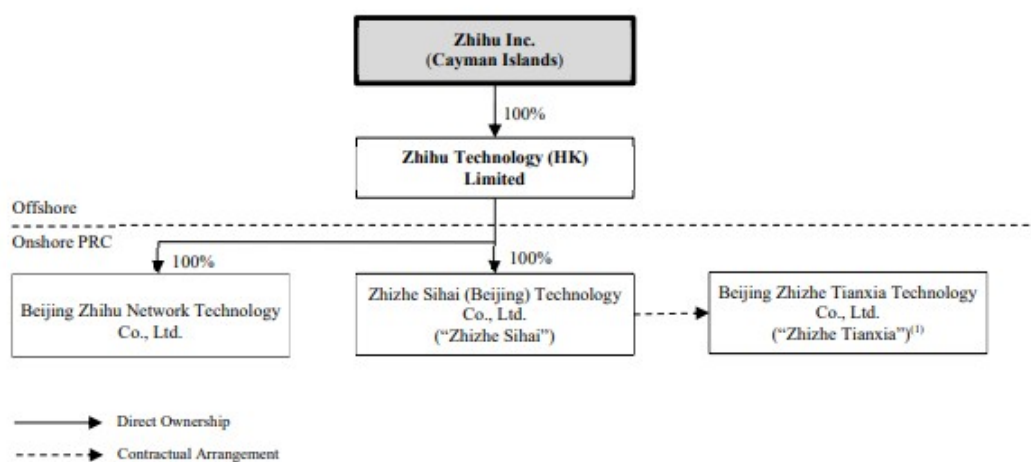 Zhihu Inc.
(Cayman Islands)
100%
Zhihu Technology (HK)
Limited
Offshore
Onshore PRC
100%
100%
Beijing Zhihu Network Technology
Co., Ltd.
Zhizhe Sihai (Beijing) Technology
Co., Ltd.
(“Zhizhe Sihai”)
Beijing Zhizhe Tianxia Technology
Co., Ltd.
(“Zhizhe Tianxia”)(1)
Direct Ownership
Contractual Arrangement